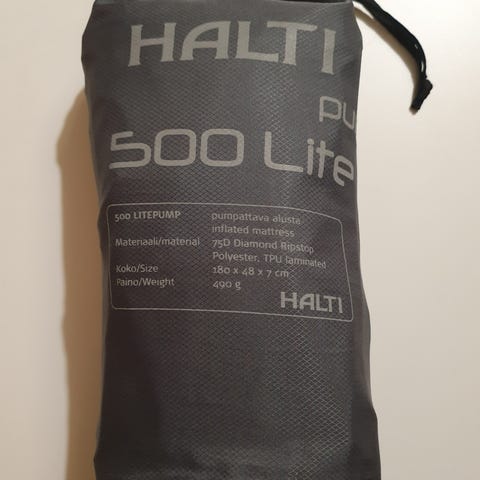 HALTI
pu
500 Lite
500 LITEPUMP pumpattava alusta
inflated mattress
Materiaali/material 75D Diamond Ripstop
Polyester, TPU laminated
Koko/Size 180 x 48 x 7 cm
Paino/Weight 490 g
HALTI